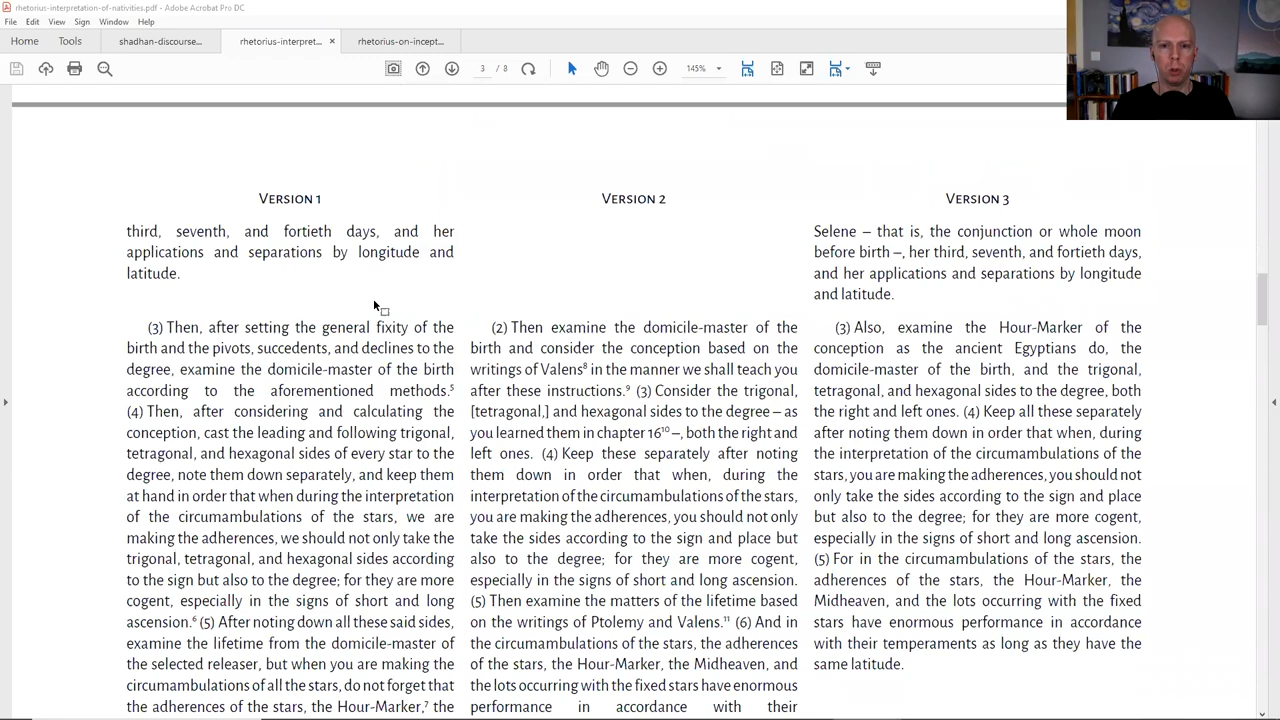 rhetorius-interpretation-of-nativities.pdf - Adobe Acrobat Pro DC
File Edit View Sign Window Help
Home Tools shadhan-discourse... rhetorius-interpret... × rhetorius-on-incept...
3 / 8 145%
VERSION 1
third, seventh, and fortieth days, and her
applications and separations by longitude and
latitude.
(3) Then, after setting the general fixity of the
birth and the pivots, succedents, and declines to the
degree, examine the domicile-master of the birth
according to the aforementioned methods.5
(4) Then, after considering and calculating the
conception, cast the leading and following trigonal,
tetragonal, and hexagonal sides of every star to the
degree, note them down separately, and keep them
at hand in order that when during the interpretation
of the circumambulations of the stars, we are
making the adherences, we should not only take the
trigonal, tetragonal, and hexagonal sides according
to the sign but also to the degree; for they are more
cogent, especially in the signs of short and long
ascension.6 (5) After noting down all these said sides,
examine the lifetime from the domicile-master of
the selected releaser, but when you are making the
circumambulations of all the stars, do not forget that
the adherences of the stars, the Hour-Marker,7 the
VERSION 2
(2) Then examine the domicile-master of the
birth and consider the conception based on the
writings of Valens8 in the manner we shall teach you
after these instructions.9 (3) Consider the trigonal,
[tetragonal,] and hexagonal sides to the degree – as
you learned them in chapter 1610 –, both the right and
left ones. (4) Keep these separately after noting
them down in order that when, during the
interpretation of the circumambulations of the stars,
you are making the adherences, you should not only
take the sides according to the sign and place but
also to the degree; for they are more cogent,
especially in the signs of short and long ascension.
(5) Then examine the matters of the lifetime based
on the writings of Ptolemy and Valens.11 (6) And in
the circumambulations of the stars, the adherences
of the stars, the Hour-Marker, the Midheaven, and
the lots occurring with the fixed stars have enormous
performance in accordance with their
VERSION 3
Selene – that is, the conjunction or whole moon
before birth –, her third, seventh, and fortieth days,
and her applications and separations by longitude
and latitude.
(3) Also, examine the Hour-Marker of the
conception as the ancient Egyptians do, the
domicile-master of the birth, and the trigonal,
tetragonal, and hexagonal sides to the degree, both
the right and left ones. (4) Keep all these separately
after noting them down in order that when, during
the interpretation of the circumambulations of the
stars, you are making the adherences, you should not
only take the sides according to the sign and place
but also to the degree; for they are more cogent,
especially in the signs of short and long ascension.
(5) For in the circumambulations of the stars, the
adherences of the stars, the Hour-Marker, the
Midheaven, and the lots occurring with the fixed
stars have enormous performance in accordance
with their temperaments as long as they have the
same latitude.